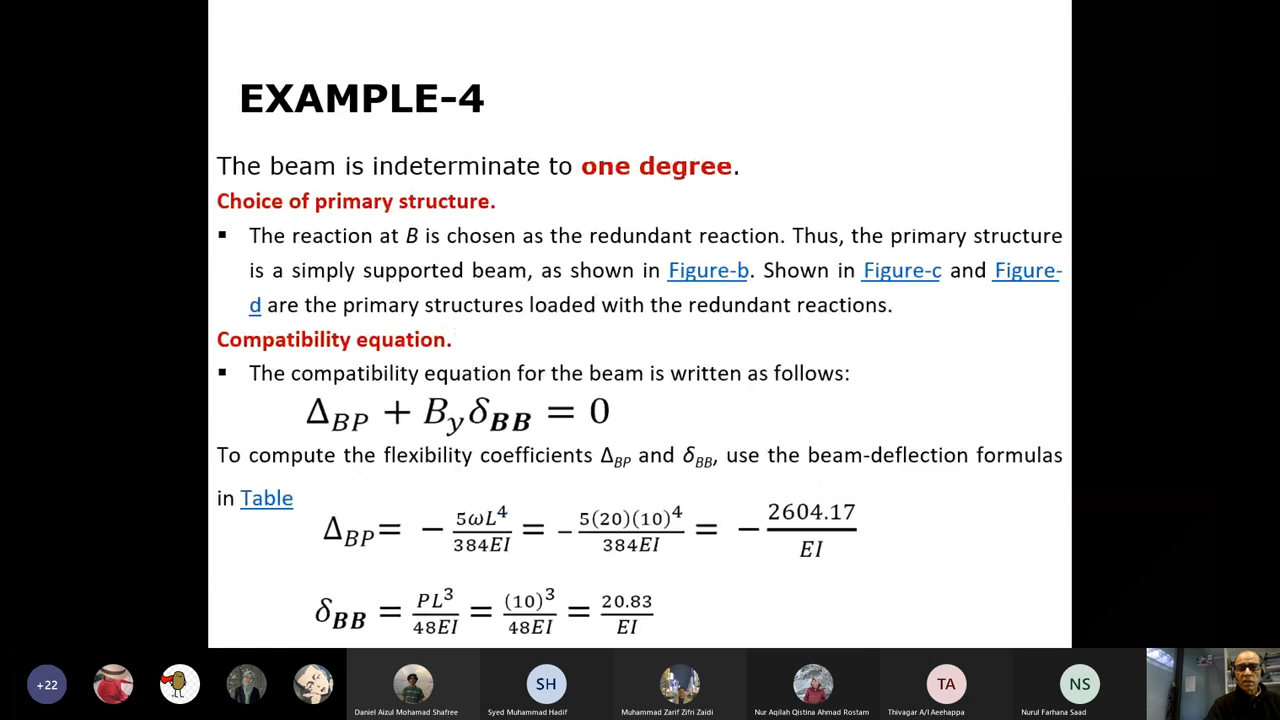 EXAMPLE-4
The beam is indeterminate to one degree.
Choice of primary structure.
▪ The reaction at B is chosen as the redundant reaction. Thus, the primary structure
is a simply supported beam, as shown in Figure-b. Shown in Figure-c and Figure-
d are the primary structures loaded with the redundant reactions.
Compatibility equation.
▪ The compatibility equation for the beam is written as follows:
Δ_BP + B_y δ_BB = 0
To compute the flexibility coefficients Δ_BP and δ_BB, use the beam-deflection formulas
in Table
Δ_BP = − 5ωL⁴/384EI = − 5(20)(10)⁴/384EI = − 2604.17/EI
δ_BB = PL³/48EI = (10)³/48EI = 20.83/EI
+22
SH
TA
NS
Daniel Aizul Mohamad Shafree
Syed Muhammad Hadif
Muhammad Zarif Zifri Zaidi
Nur Aqilah Qistina Ahmad Rostam
Thivagar A/l Aeehappa
Nurul Farhana Saad